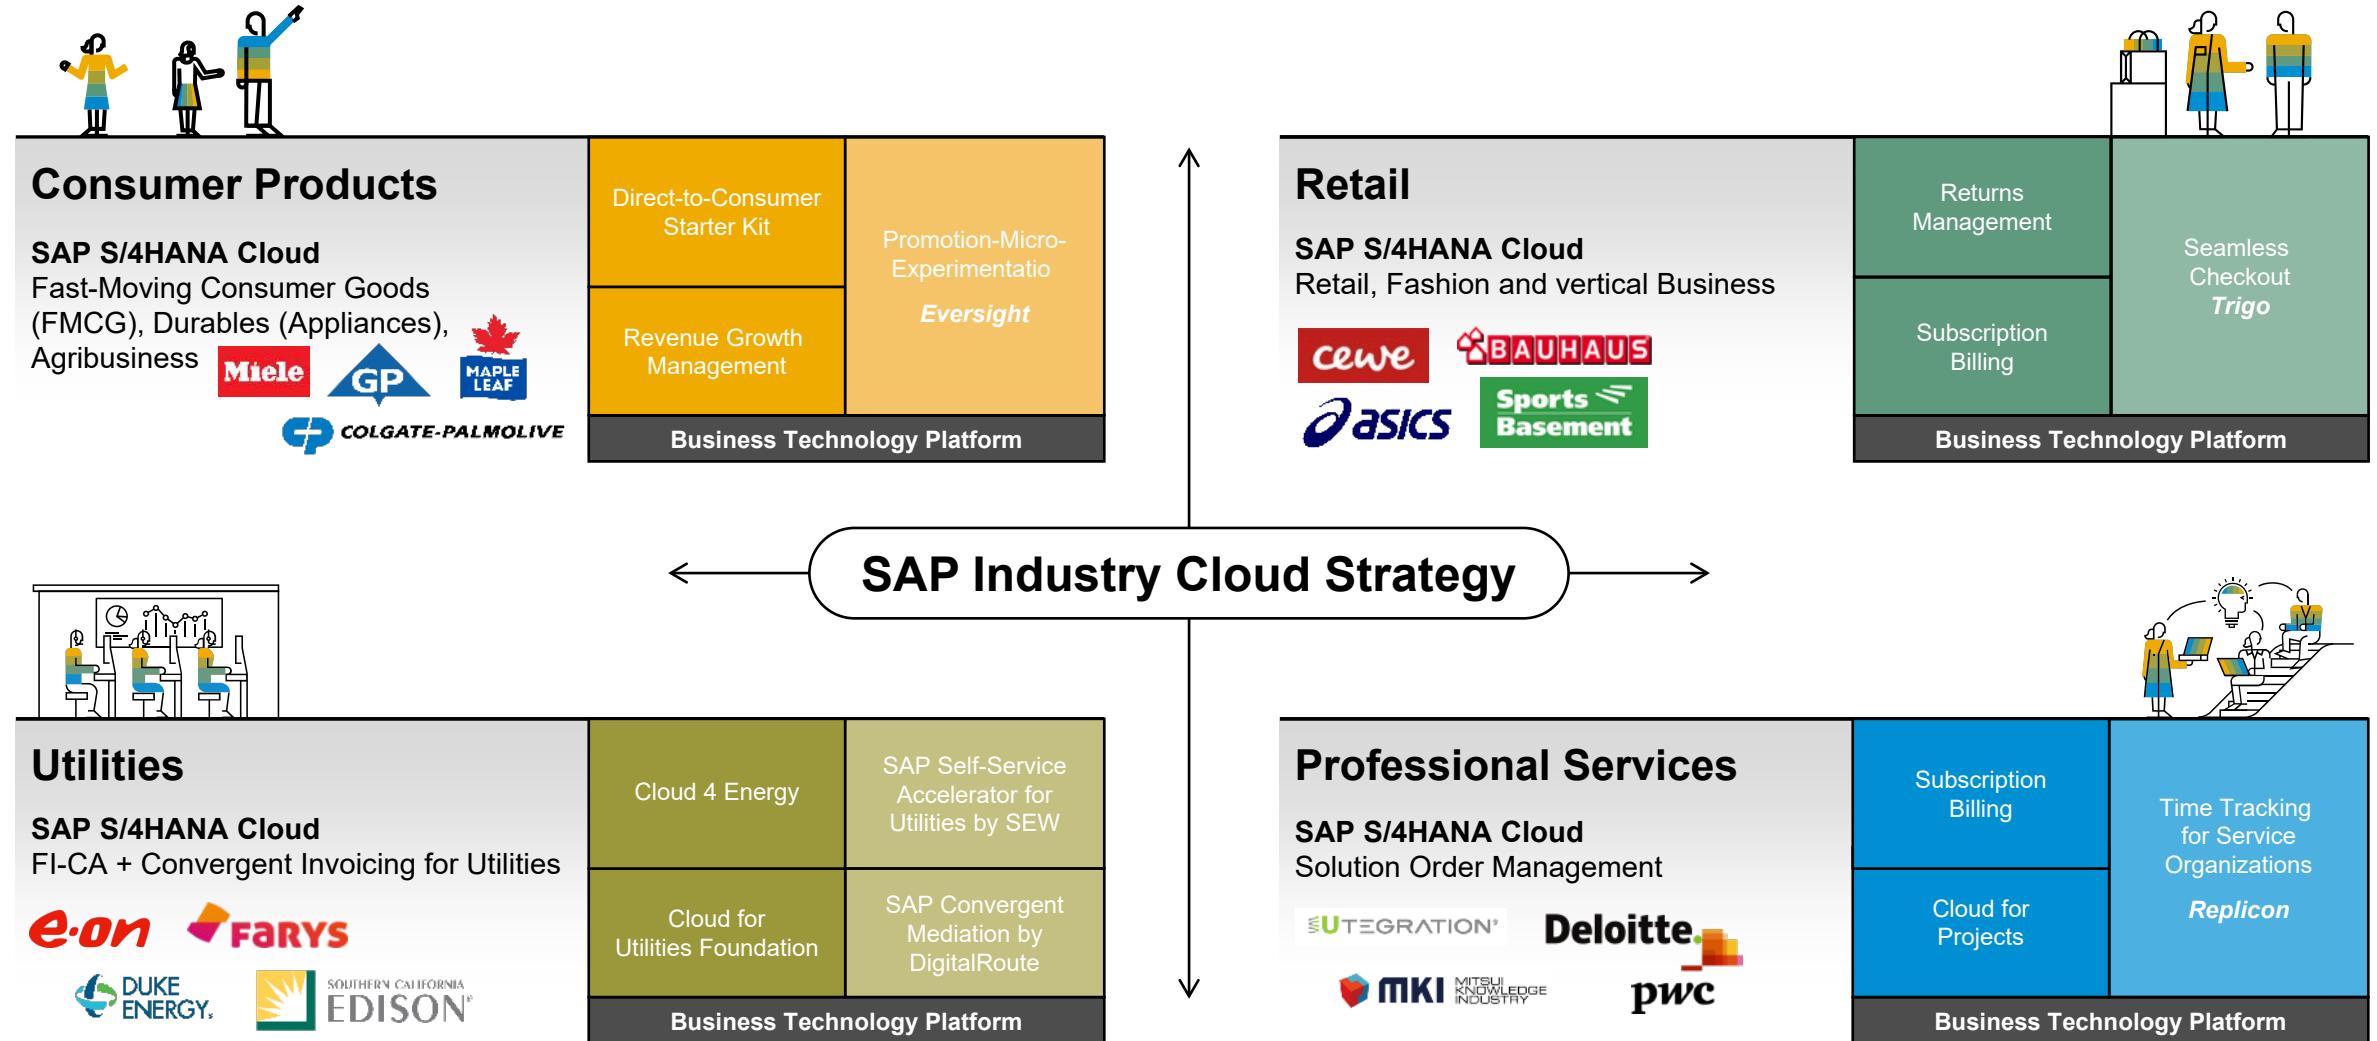 Consumer Products
SAP S/4HANA Cloud
Fast-Moving Consumer Goods
(FMCG), Durables (Appliances),
Agribusiness
Miele
GP
MAPLE
LEAF
COLGATE-PALMOLIVE
Direct-to-Consumer
Starter Kit
Revenue Growth
Management
Promotion-Micro-
Experimentatio
Eversight
Business Technology Platform
Retail
SAP S/4HANA Cloud
Retail, Fashion and vertical Business
cewe
BAUHAUS
asics
Sports
Basement
Returns
Management
Subscription
Billing
Seamless
Checkout
Trigo
Business Technology Platform
SAP Industry Cloud Strategy
Utilities
SAP S/4HANA Cloud
FI-CA + Convergent Invoicing for Utilities
e·on
FARYS
DUKE
ENERGY®
SOUTHERN CALIFORNIA
EDISON®
Cloud 4 Energy
Cloud for
Utilities Foundation
SAP Self-Service
Accelerator for
Utilities by SEW
SAP Convergent
Mediation by
DigitalRoute
Business Technology Platform
Professional Services
SAP S/4HANA Cloud
Solution Order Management
UTEGRATION®
Deloitte.
MKI MITSUI
KNOWLEDGE
INDUSTRY
pwc
Subscription
Billing
Cloud for
Projects
Time Tracking
for Service
Organizations
Replicon
Business Technology Platform